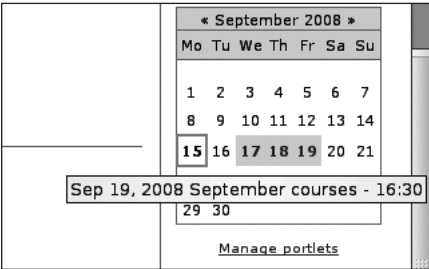 « September 2008 »
Mo Tu We Th Fr Sa Su
1 2 3 4 5 6 7
8 9 10 11 12 13 14
15 16 17 18 19 20 21
Sep 19, 2008 September courses - 16:30
29 30
Manage portlets